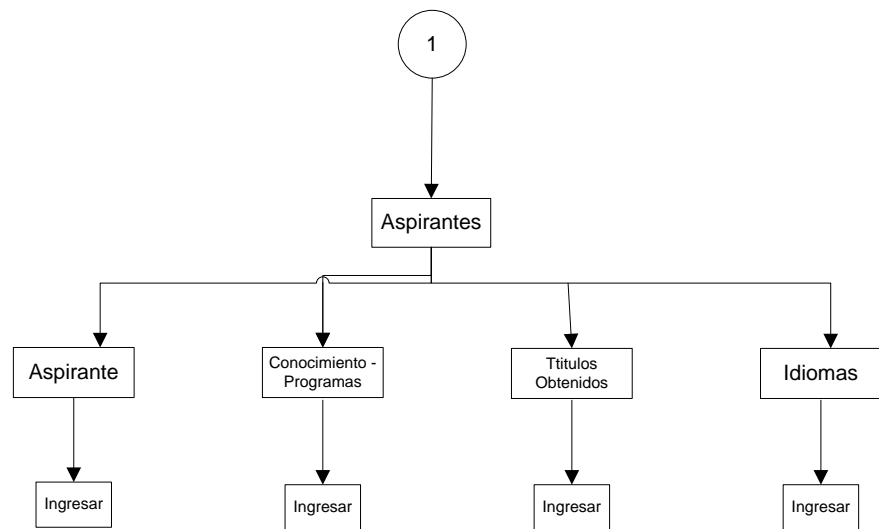 1
Aspirantes
Aspirante
Conocimiento -
Programas
Ttitulos
Obtenidos
Idiomas
Ingresar
Ingresar
Ingresar
Ingresar